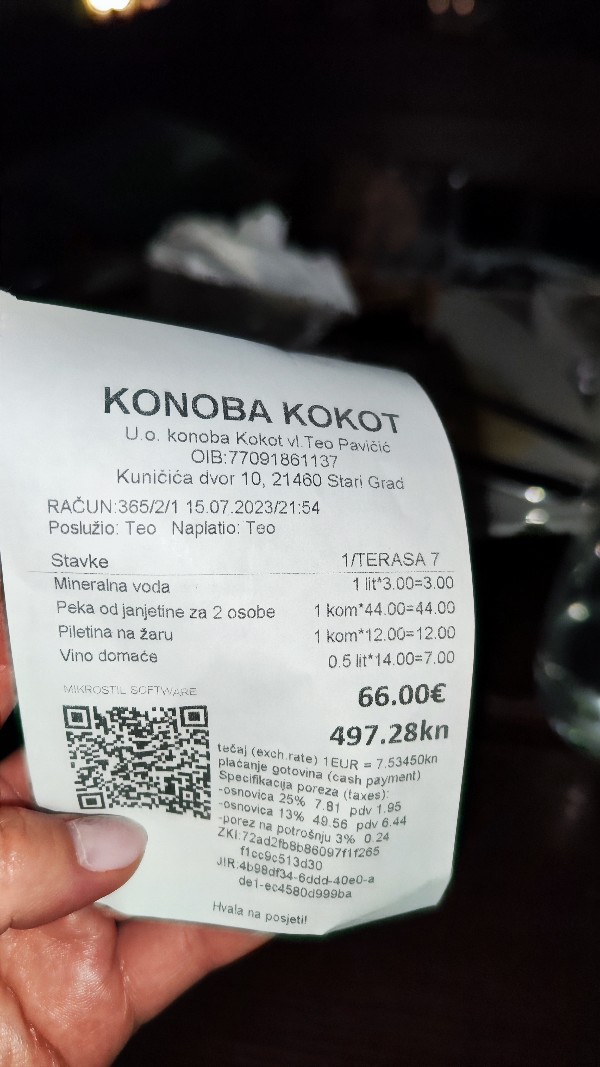 KONOBA KOKOT
U.o. konoba Kokot vl.Teo Pavičić
OIB:77091861137
Kuničića dvor 10, 21460 Stari Grad
RAČUN:365/2/1 15.07.2023/21:54
Poslužio: Teo Naplatio: Teo
Stavke 1/TERASA 7
Mineralna voda 1 lit*3.00=3.00
Peka od janjetine za 2 osobe 1 kom*44.00=44.00
Piletina na žaru 1 kom*12.00=12.00
Vino domaće 0.5 lit*14.00=7.00
66.00€
497.28kn
MIKROSTIL SOFTWARE
tečaj (exch.rate) 1EUR = 7.53450kn
plaćanje gotovina (cash payment)
Specifikacija poreza (taxes):
-osnovica 25% 7.81 pdv 1.95
-osnovica 13% 49.56 pdv 6.44
-porez na potrošnju 3% 0.24
ZKI:72ad2fb8b86097f1f265
f1cc9c513d30
JIR:4b98df34-6ddd-40e0-a
de1-ec4580d999ba
Hvala na posjeti!